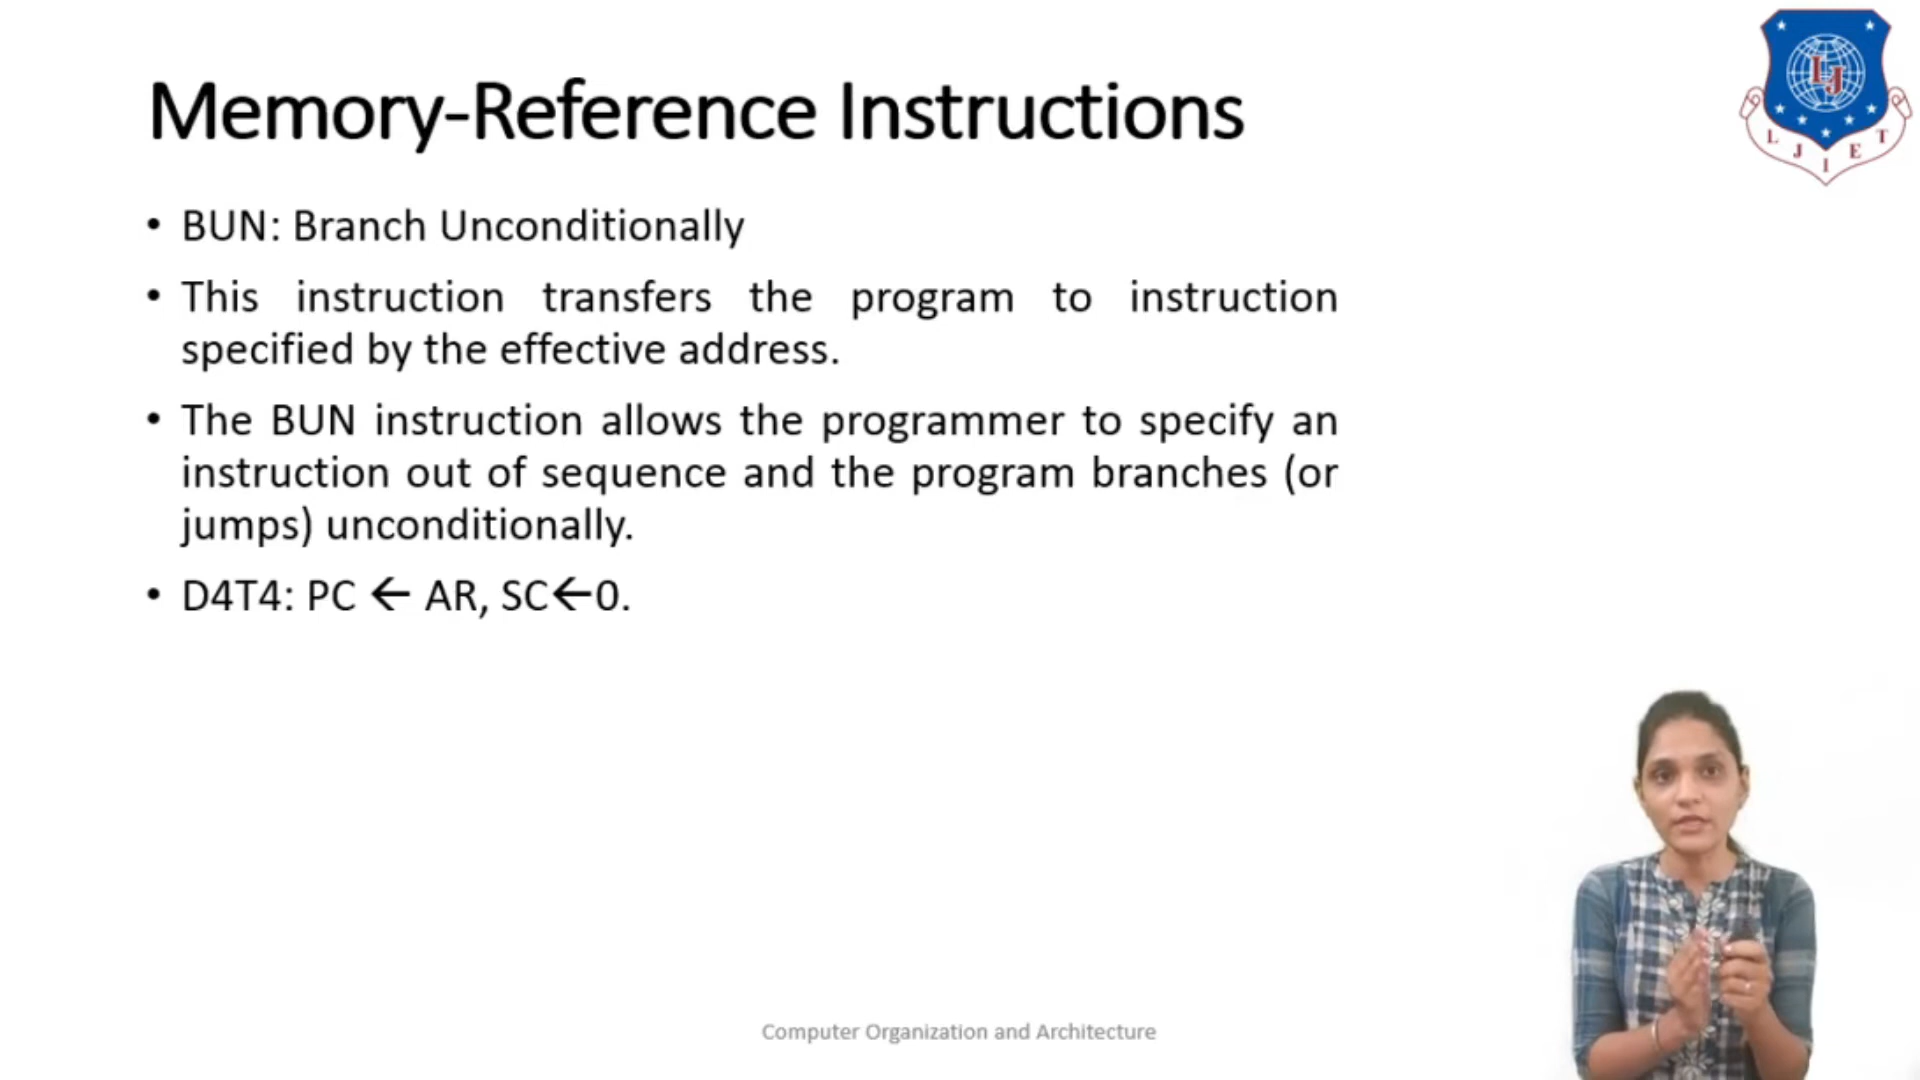 Memory-Reference Instructions
L J I E T
LJ
• BUN: Branch Unconditionally
• This instruction transfers the program to instruction
specified by the effective address.
• The BUN instruction allows the programmer to specify an
instruction out of sequence and the program branches (or
jumps) unconditionally.
• D4T4: PC ← AR, SC←0.
Computer Organization and Architecture